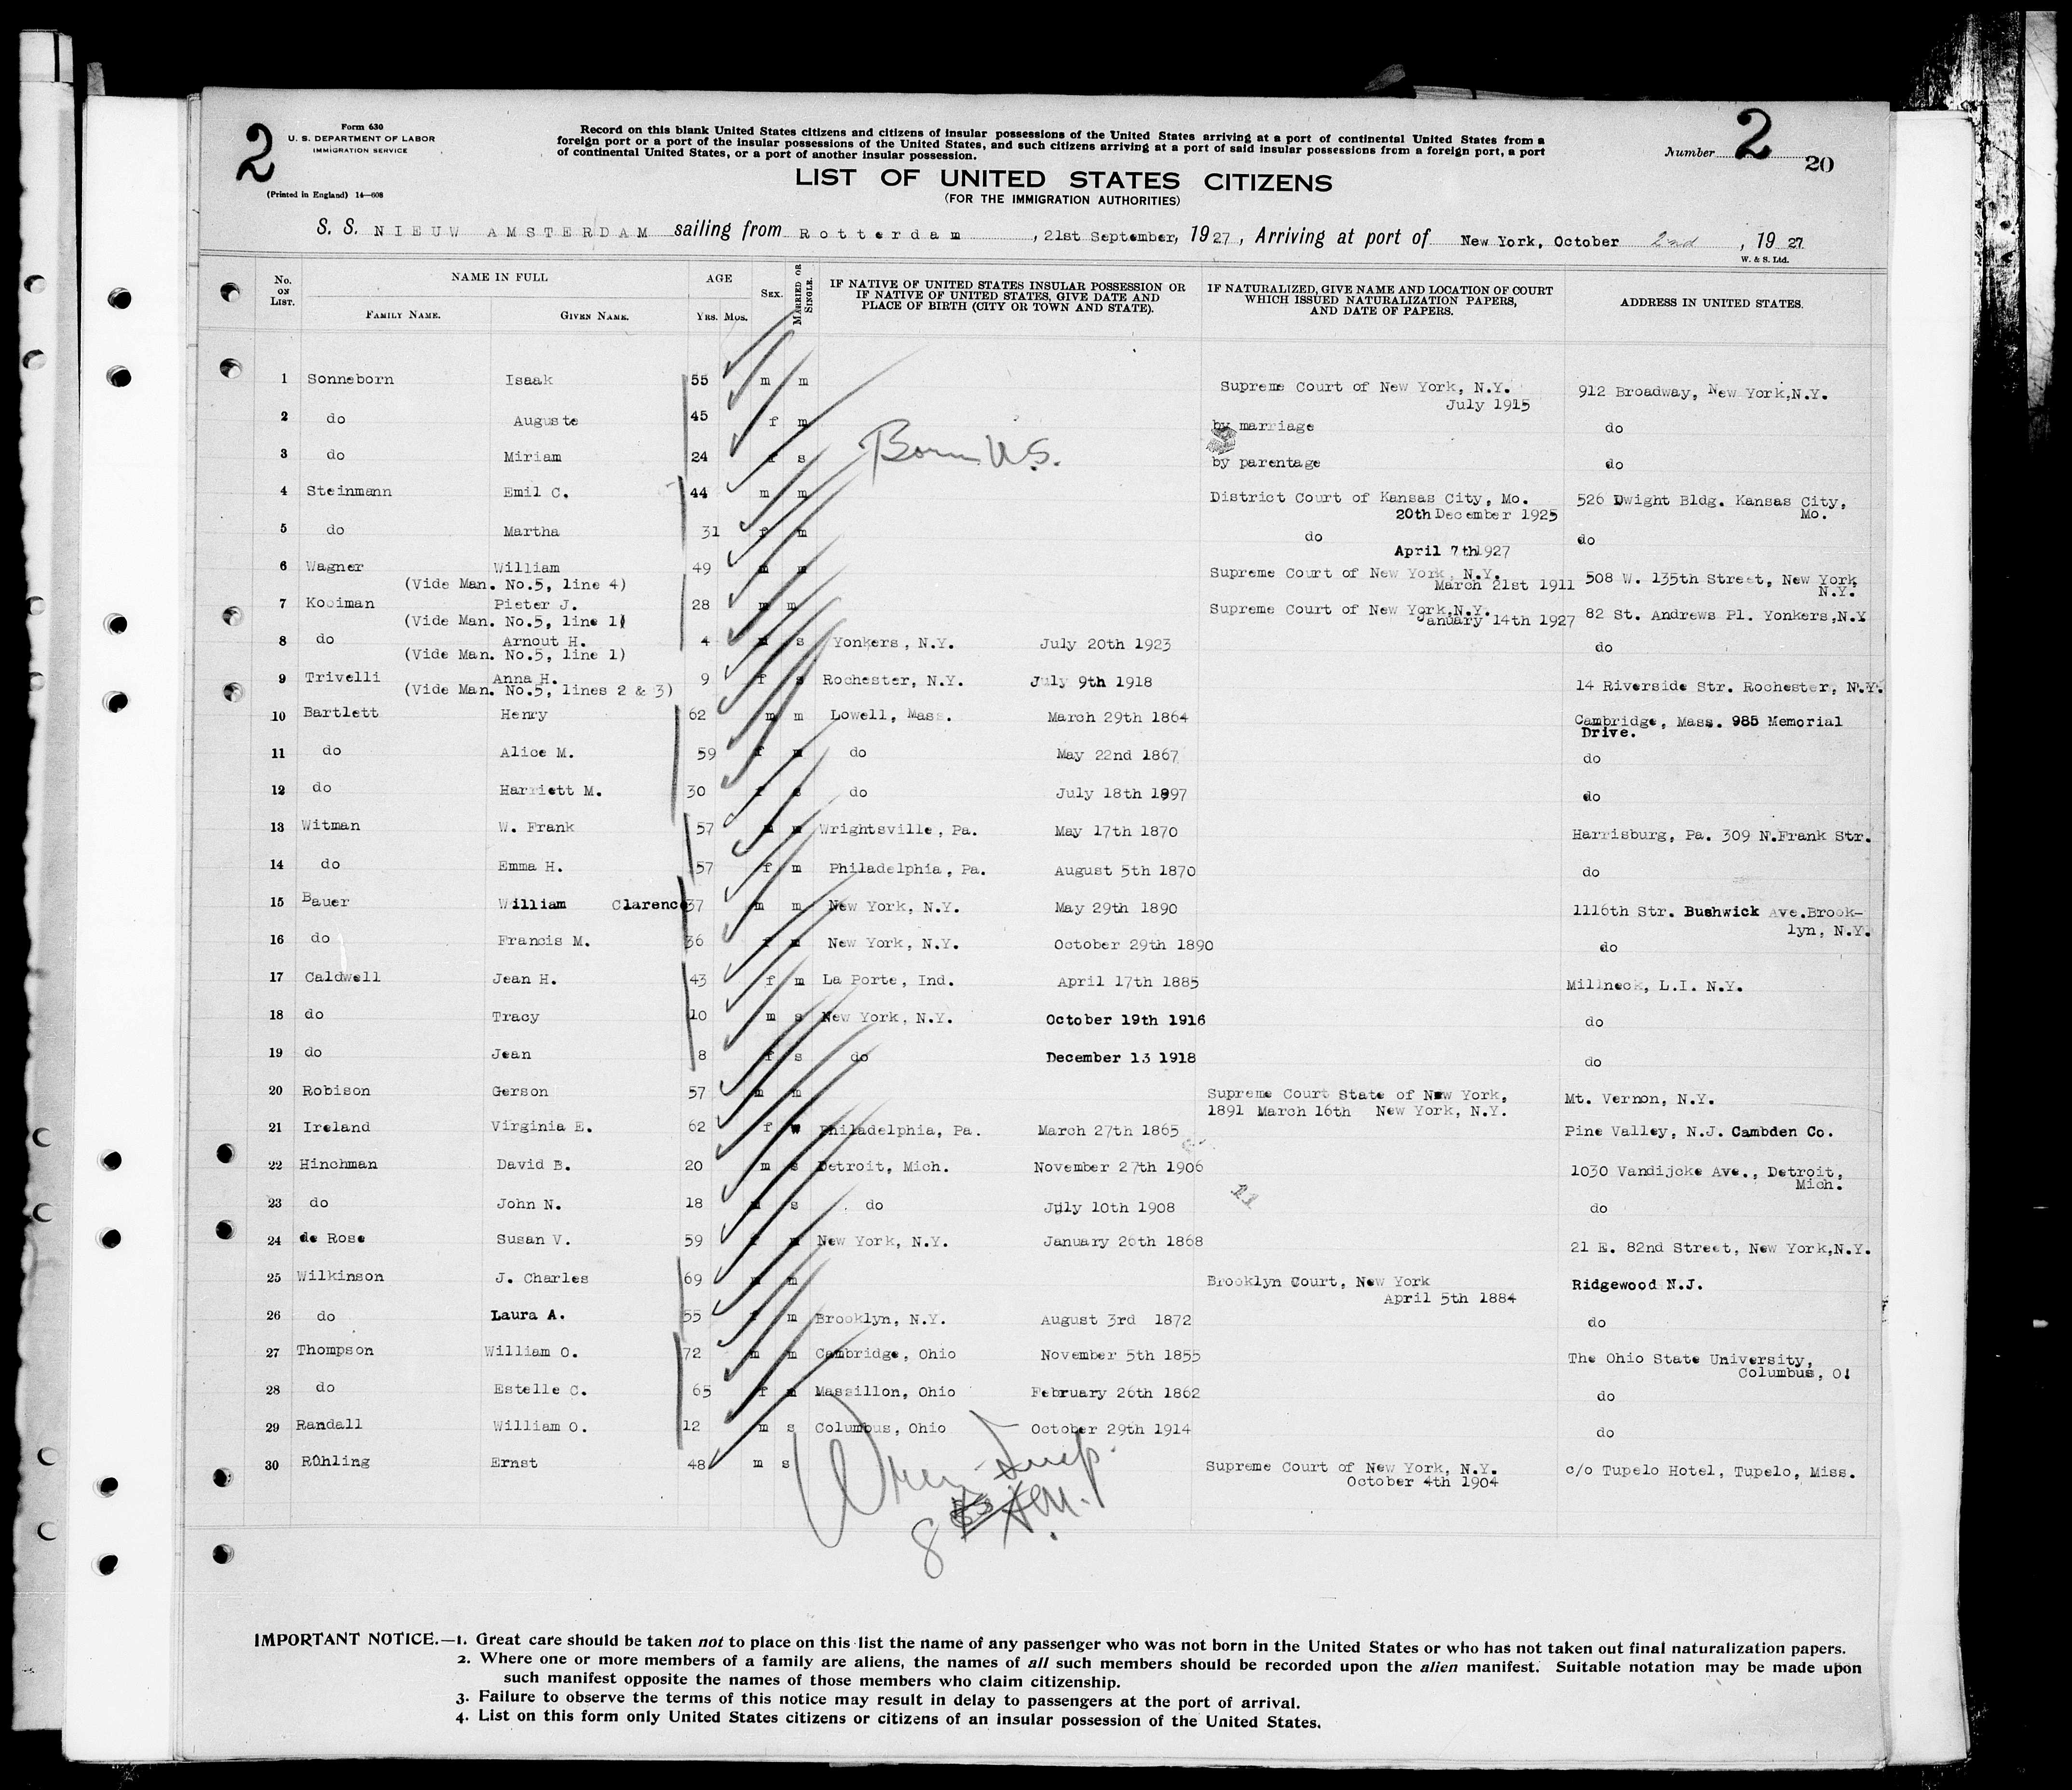 2
Form 630
U. S. DEPARTMENT OF LABOR
IMMIGRATION SERVICE
(Printed in England) 14—608
Record on this blank United States citizens and citizens of insular possessions of the United States arriving at a port of continental United States from a
foreign port or a port of the insular possessions of the United States, and such citizens arriving at a port of said insular possessions from a foreign port, a port
of continental United States, or a port of another insular possession.
Number 2 20
LIST OF UNITED STATES CITIZENS
(FOR THE IMMIGRATION AUTHORITIES)
S. S. NIEUW AMSTERDAM sailing from Rotterdam, 21st September, 1927, Arriving at port of New York, October 2nd, 1927
W. & S. Ltd.
No. ON LIST. NAME IN FULL AGE SEX. MARRIED OR SINGLE. IF NATIVE OF UNITED STATES INSULAR POSSESSION OR IF NATIVE OF UNITED STATES, GIVE DATE AND PLACE OF BIRTH (CITY OR TOWN AND STATE). IF NATURALIZED, GIVE NAME AND LOCATION OF COURT WHICH ISSUED NATURALIZATION PAPERS, AND DATE OF PAPERS. ADDRESS IN UNITED STATES.
FAMILY NAME. GIVEN NAME. YRS. MOS.
1 Sonneborn Isaak 55 m m Supreme Court of New York, N.Y. 912 Broadway, New York,N.Y.
July 1915
2 do Auguste 45 f m by marriage do
3 do Miriam 24 f s Born U.S. by parentage do
4 Steinmann Emil C. 44 m m District Court of Kansas City, Mo. 526 Dwight Bldg. Kansas City,
20th December 1925 Mo.
5 do Martha 31 f m do do
April 7th 1927
6 Wagner William 49 m m Supreme Court of New York, N.Y. 508 W. 135th Street, New York
(Vide Man. No.5, line 4) March 21st 1911 N.Y.
7 Kooiman Pieter J. 28 m m Supreme Court of New York,N.Y. 82 St. Andrews Pl. Yonkers,N.Y
(Vide Man. No.5, line 1) January 14th 1927
8 do Arnout H. 4 m s Yonkers, N.Y. July 20th 1923 do
(Vide Man. No.5, line 1)
9 Trivelli Anna H. 9 f s Rochester, N.Y. July 9th 1918 14 Riverside Str. Rochester, N.Y.
(Vide Man. No.5, lines 2 & 3)
10 Bartlett Henry 62 m m Lowell, Mass. March 29th 1864 Cambridge, Mass. 985 Memorial
Drive.
11 do Alice M. 59 f m do May 22nd 1867 do
12 do Harriett M. 30 f s do July 18th 1897 do
13 Witman W. Frank 57 m m Wrightsville, Pa. May 17th 1870 Harrisburg, Pa. 309 N.Frank Str.
14 do Emma H. 57 f m Philadelphia, Pa. August 5th 1870 do
15 Bauer William Clarence 37 m m New York, N.Y. May 29th 1890 1116th Str. Bushwick Ave.Brook-
lyn, N.Y.
16 do Francis M. 36 f m New York, N.Y. October 29th 1890 do
17 Caldwell Jean H. 43 f m La Porte, Ind. April 17th 1885 Millneck, L.I. N.Y.
18 do Tracy 10 m s New York, N.Y. October 19th 1916 do
19 do Jean 8 f s do December 13 1918 do
20 Robison Gerson 57 m m Supreme Court State of New York, Mt. Vernon, N.Y.
1891 March 16th New York, N.Y.
21 Ireland Virginia E. 62 f w Philadelphia, Pa. March 27th 1865 Pine Valley, N.J. Cambden Co.
22 Hinchman David B. 20 m s Detroit, Mich. November 27th 1906 1030 Vandijcke Ave., Detroit,
Mich.
23 do John N. 18 m s do July 10th 1908 do
24 de Rose Susan V. 59 f m New York, N.Y. January 26th 1868 21 E. 82nd Street, New York,N.Y.
25 Wilkinson J. Charles 69 m m Brooklyn Court, New York Ridgewood N.J.
April 5th 1884
26 do Laura A. 55 f m Brooklyn, N.Y. August 3rd 1872 do
27 Thompson William O. 72 m m Cambridge, Ohio November 5th 1855 The Ohio State University,
Columbus, O.
28 do Estelle C. 65 f m Massillon, Ohio February 26th 1862 do
29 Randall William O. 12 m s Columbus, Ohio October 29th 1914 do
30 Rühling Ernst 48 m s Supreme Court of New York, N.Y. c/o Tupelo Hotel, Tupelo, Miss.
October 4th 1904
IMPORTANT NOTICE.—1. Great care should be taken not to place on this list the name of any passenger who was not born in the United States or who has not taken out final naturalization papers.
2. Where one or more members of a family are aliens, the names of all such members should be recorded upon the alien manifest. Suitable notation may be made upon
such manifest opposite the names of those members who claim citizenship.
3. Failure to observe the terms of this notice may result in delay to passengers at the port of arrival.
4. List on this form only United States citizens or citizens of an insular possession of the United States.